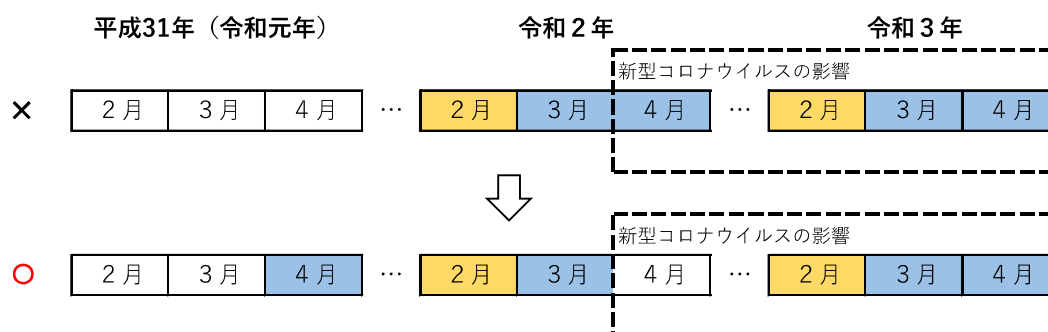 平成31年（令和元年） 令和２年 令和３年
新型コロナウイルスの影響
× ２月 ３月 ４月 … ２月 ３月 ４月 … ２月 ３月 ４月
新型コロナウイルスの影響
○ ２月 ３月 ４月 … ２月 ３月 ４月 … ２月 ３月 ４月